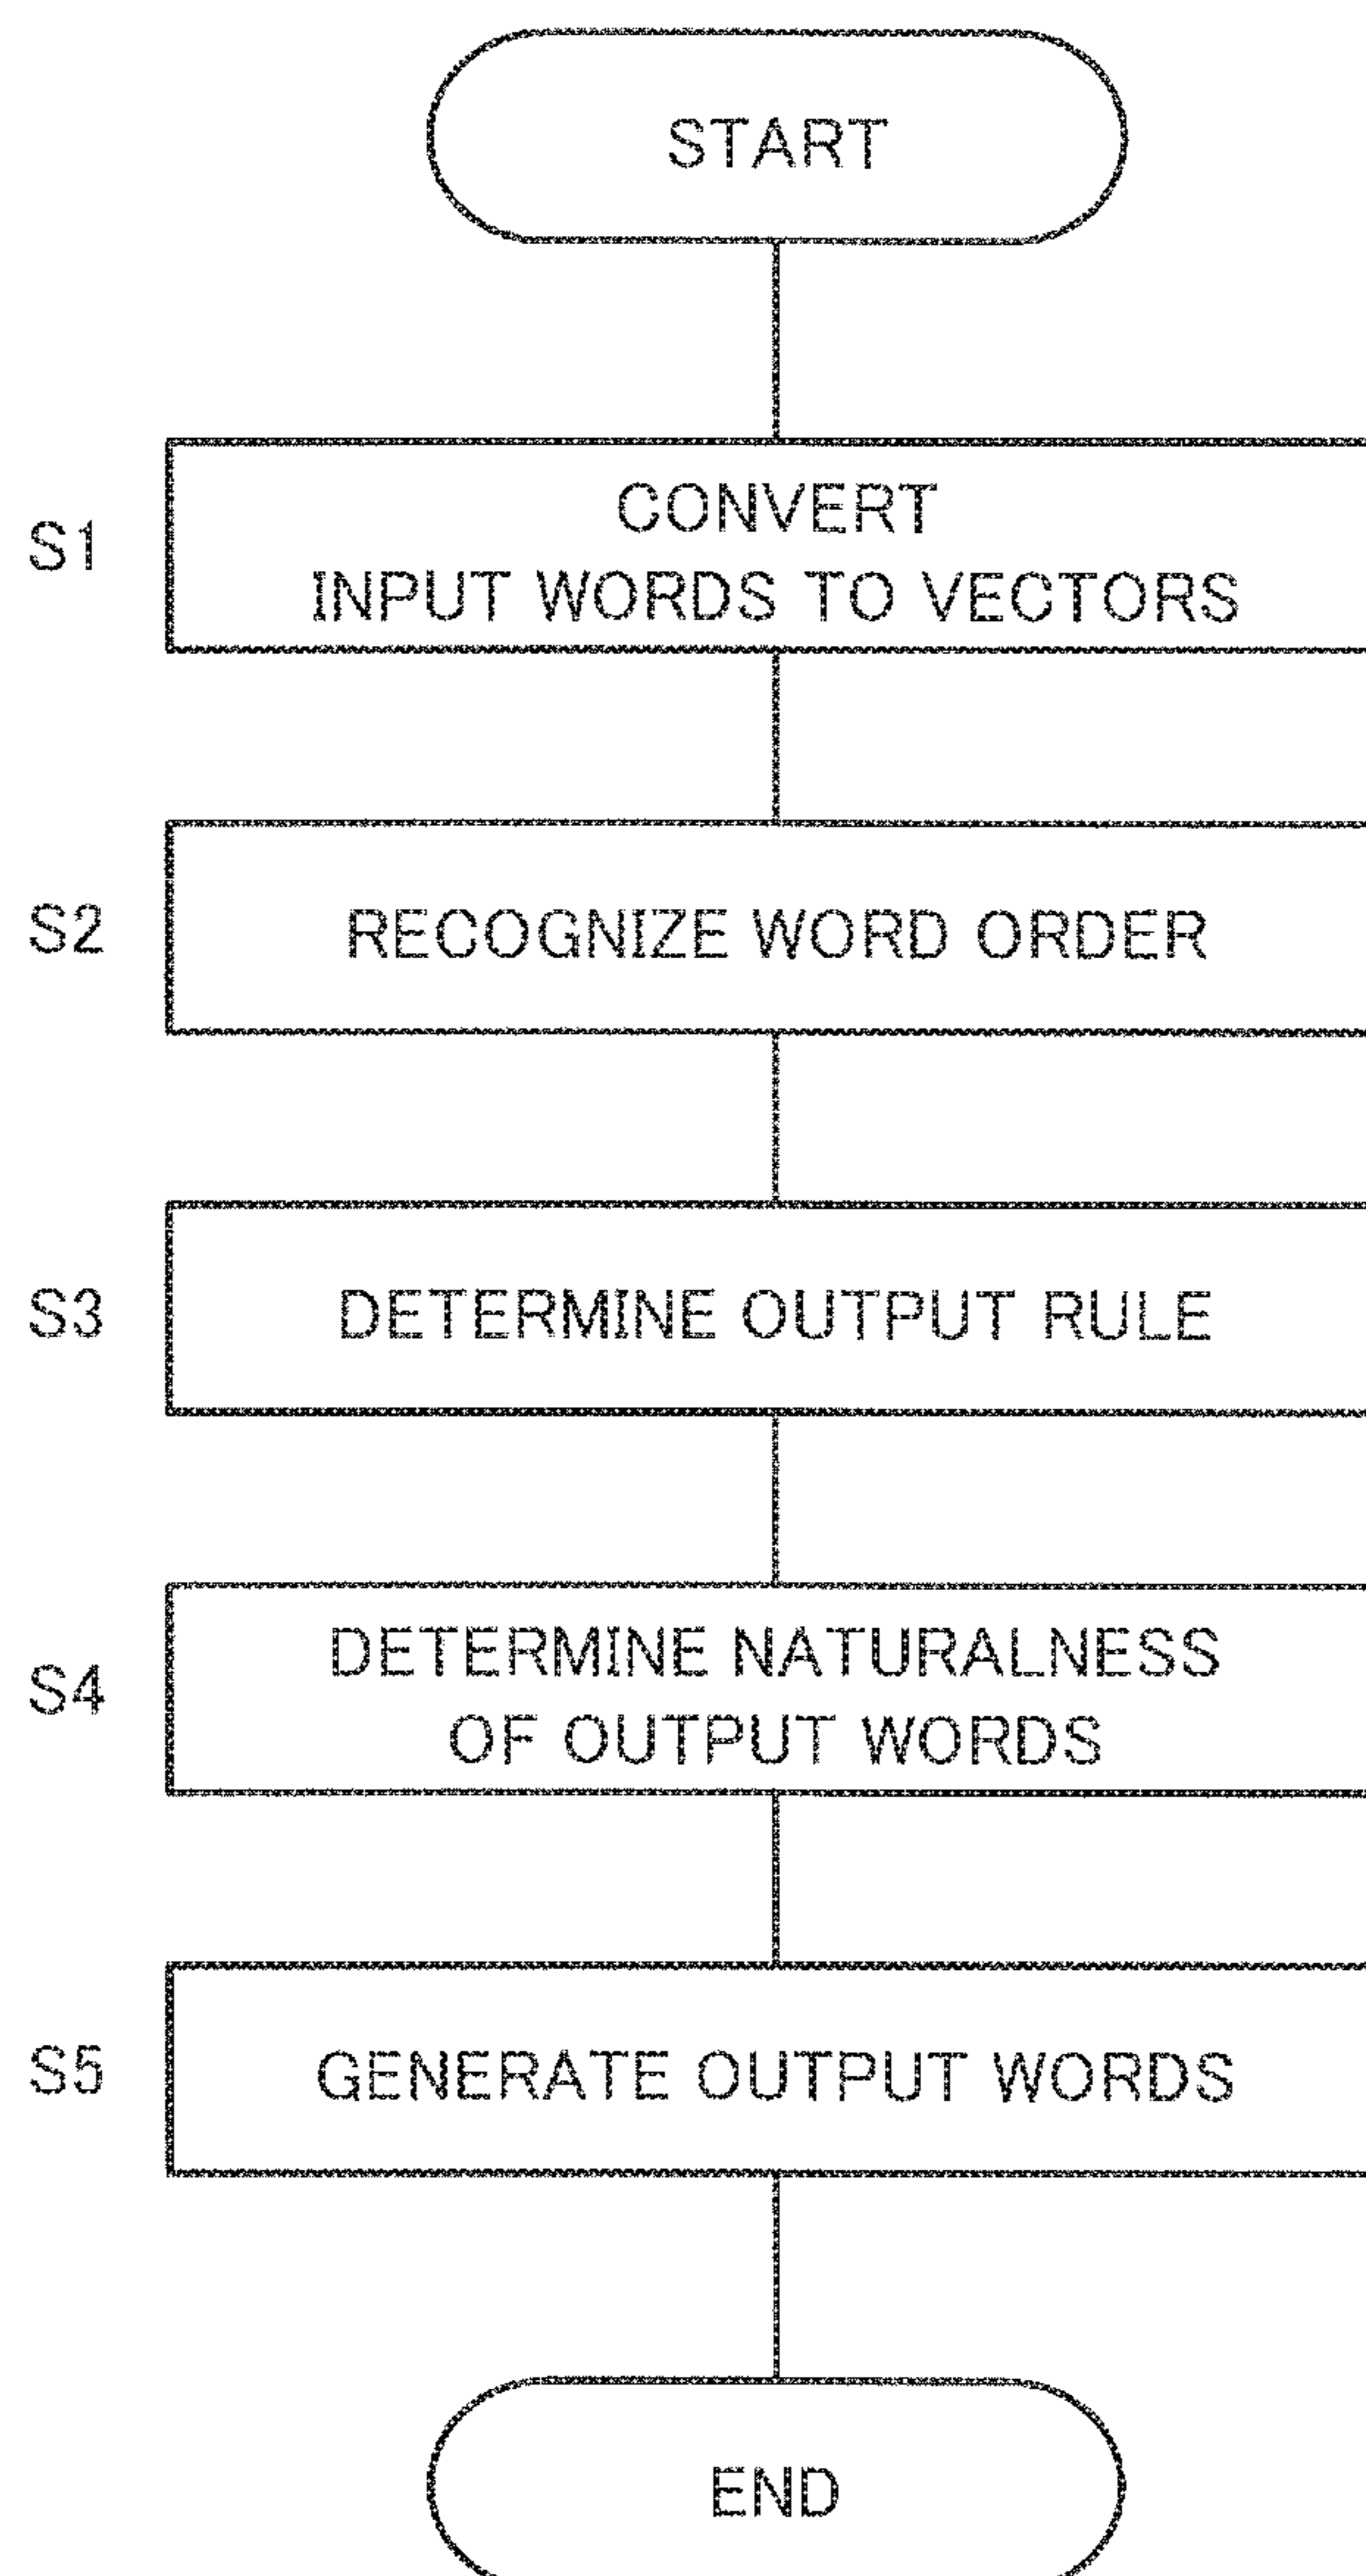 START
S1
CONVERT
INPUT WORDS TO VECTORS
S2
RECOGNIZE WORD ORDER
S3
DETERMINE OUTPUT RULE
S4
DETERMINE NATURALNESS
OF OUTPUT WORDS
S5
GENERATE OUTPUT WORDS
END